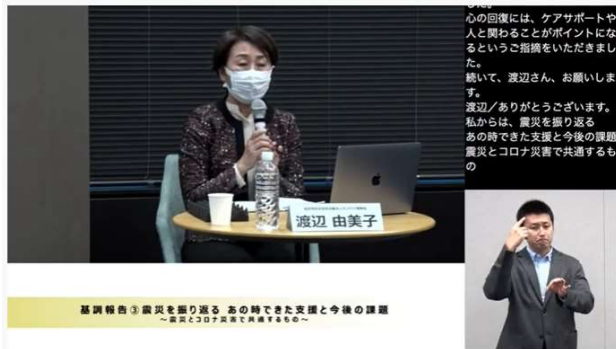 した。
心の回復には、ケアサポートや
人と関わることがポイントにな
るというご指摘をいただきまし
た。
続いて、渡辺さん、お願いしま
す。
渡辺／ありがとうございます。
私からは、震災を振り返る
あの時できた支援と今後の課題
震災とコロナ災害で共通するも
の
渡辺 由美子
基調報告③震災を振り返る あの時できた支援と今後の課題
～震災とコロナ災害で共通するもの～